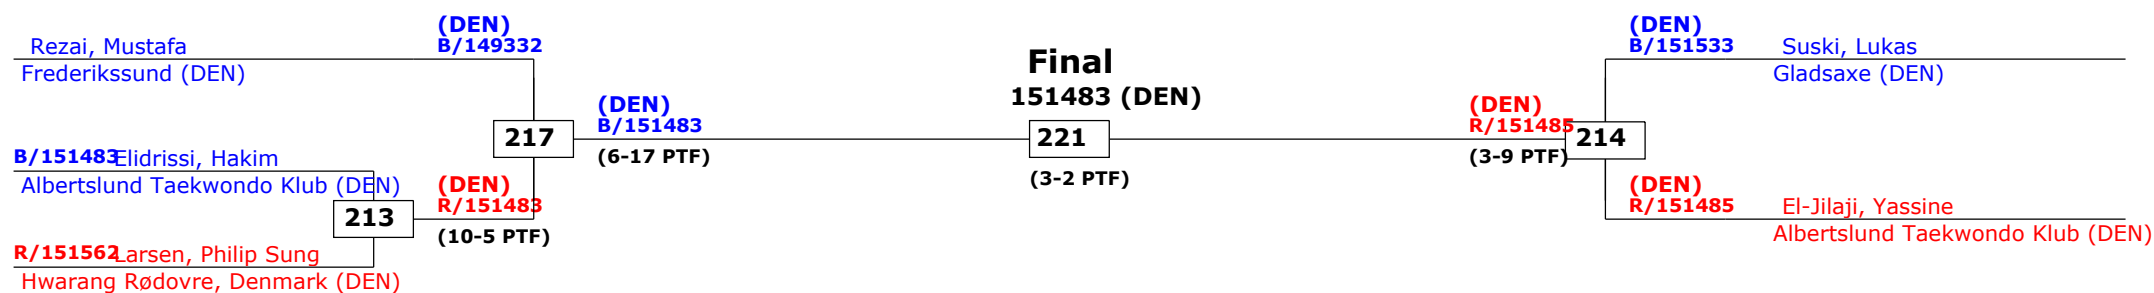 (DEN)
B/149332
Rezai, Mustafa
Frederikssund (DEN)
(DEN)
B/151533
Suski, Lukas
Gladsaxe (DEN)
Final
151483 (DEN)
217
(DEN)
B/151483
(6-17 PTF)
221
(3-2 PTF)
(DEN)
R/151485
(3-9 PTF)
214
B/151483 Elidrissi, Hakim
Albertslund Taekwondo Klub (DEN)
213
(DEN)
R/151483
(10-5 PTF)
R/151562 Larsen, Philip Sung
Hwarang Rødovre, Denmark (DEN)
(DEN)
R/151485
El-Jilaji, Yassine
Albertslund Taekwondo Klub (DEN)